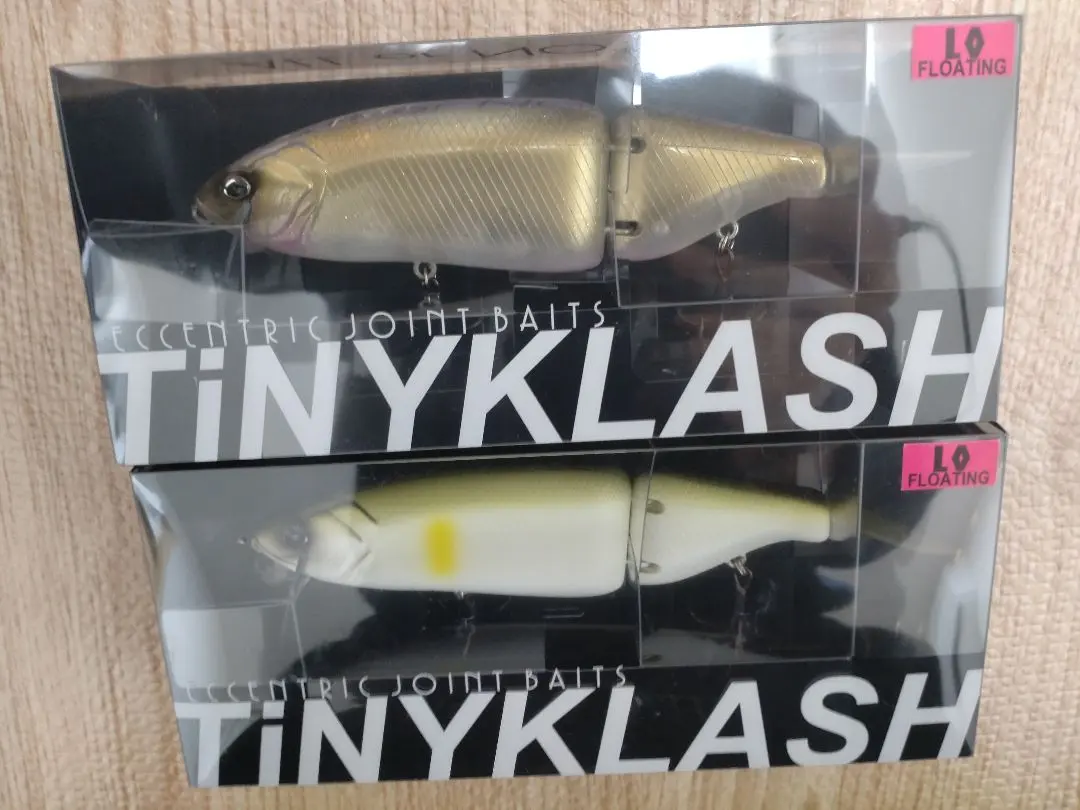 LO
FLOATING
ECCENTRIC JOINT BAITS
TiNYKLASH
LO
FLOATING
ECCENTRIC JOINT BAITS
TiNYKLASH